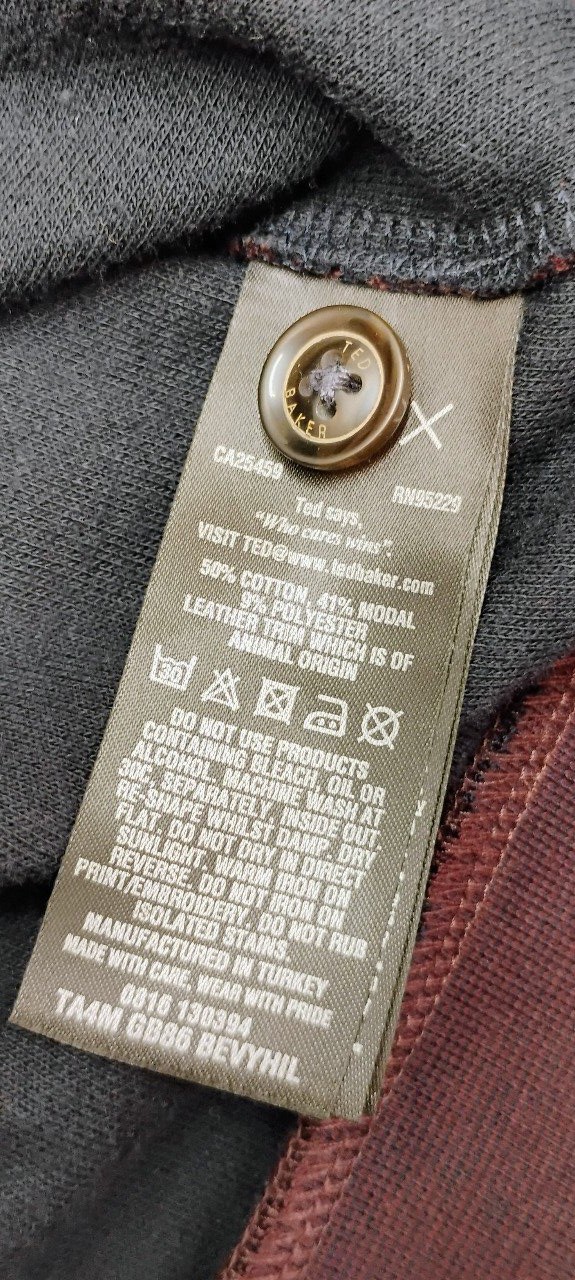 TED
BAKER
CA25459
RN95229
Ted says,
"Who cares wins".
VISIT TED@www.tedbaker.com
50% COTTON, 41% MODAL
9% POLYESTER
LEATHER TRIM WHICH IS OF
ANIMAL ORIGIN
30
DO NOT USE PRODUCTS
CONTAINING BLEACH, OIL OR
ALCOHOL. MACHINE WASH AT
30C, SEPARATELY, INSIDE OUT,
RE-SHAPE WHILST DAMP. DRY
FLAT. DO NOT DRY IN DIRECT
SUNLIGHT. WARM IRON ON
REVERSE. DO NOT IRON ON
PRINT/EMBROIDERY. DO NOT RUB
ISOLATED STAINS.
MANUFACTURED IN TURKEY
MADE WITH CARE. WEAR WITH PRIDE
0816 130394
TA4M GB86 BEVYHIL